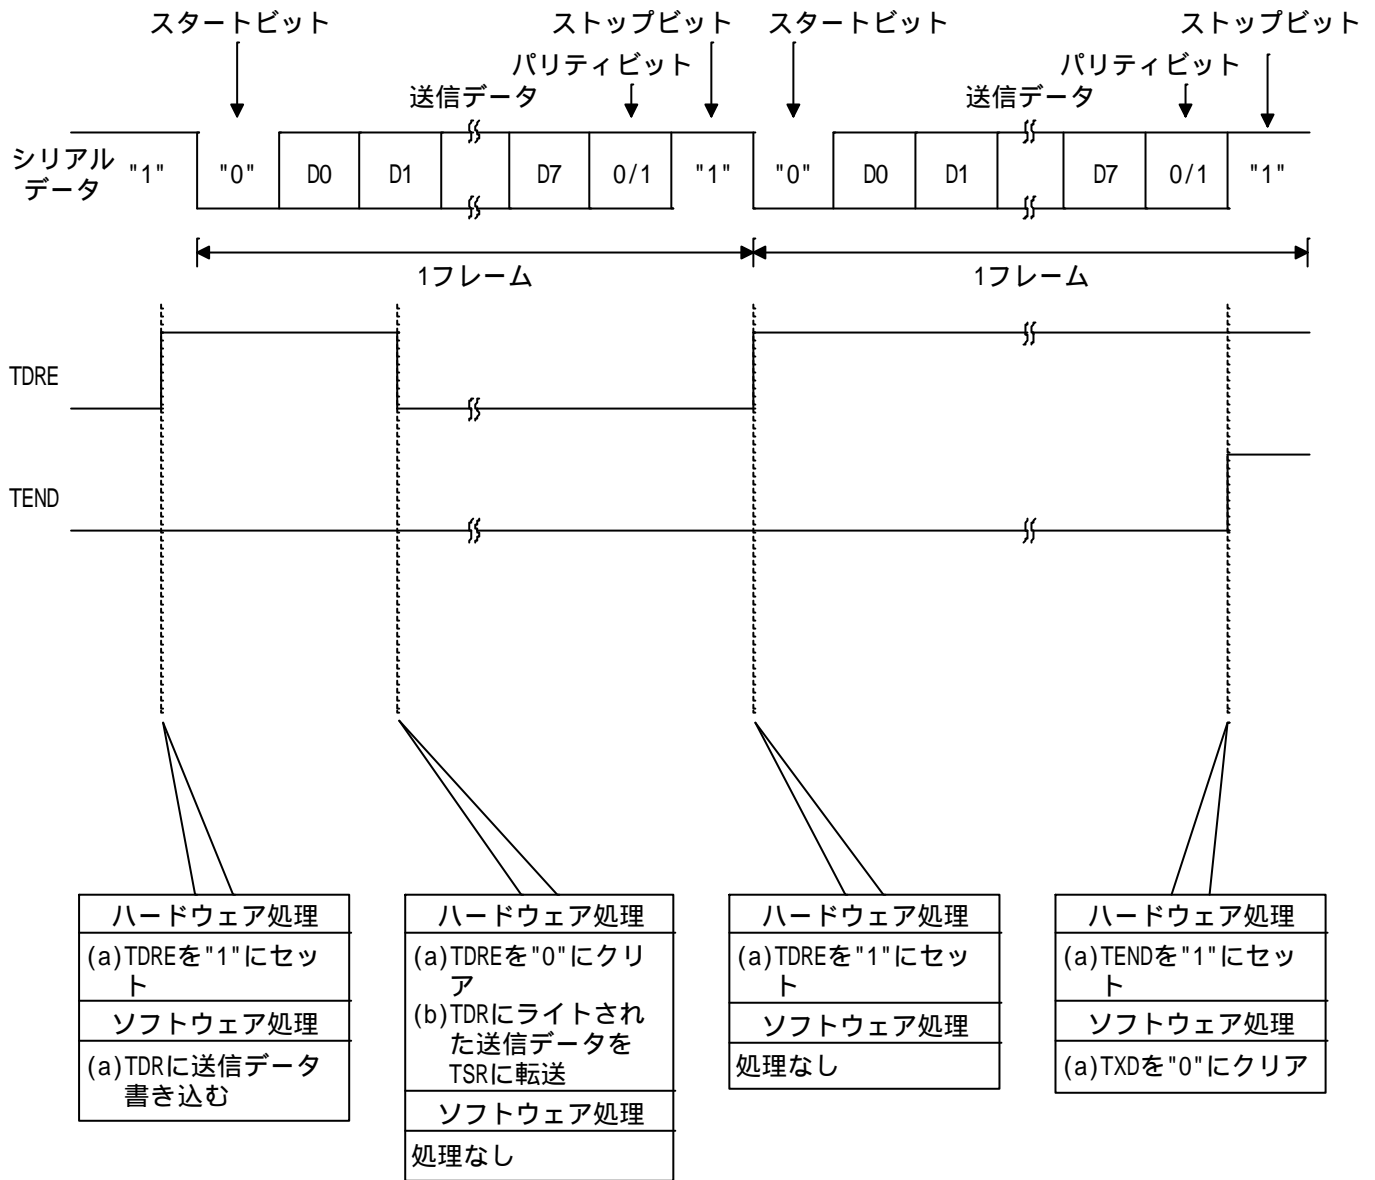 スタートビット
ストップビット
スタートビット
ストップビット
パリティビット
パリティビット
送信データ
送信データ
シリアル
データ
"1"
"0"
D0
D1
D7
0/1
"1"
"0"
D0
D1
D7
0/1
"1"
1フレーム
1フレーム
TDRE
TEND
ハードウェア処理
(a)TDREを"1"にセッ
ト
ソフトウェア処理
(a)TDRに送信データ
書き込む
ハードウェア処理
(a)TDREを"0"にクリ
ア
(b)TDRにライトされ
た送信データを
TSRに転送
ソフトウェア処理
処理なし
ハードウェア処理
(a)TDREを"1"にセッ
ト
ソフトウェア処理
処理なし
ハードウェア処理
(a)TENDを"1"にセッ
ト
ソフトウェア処理
(a)TXDを"0"にクリア